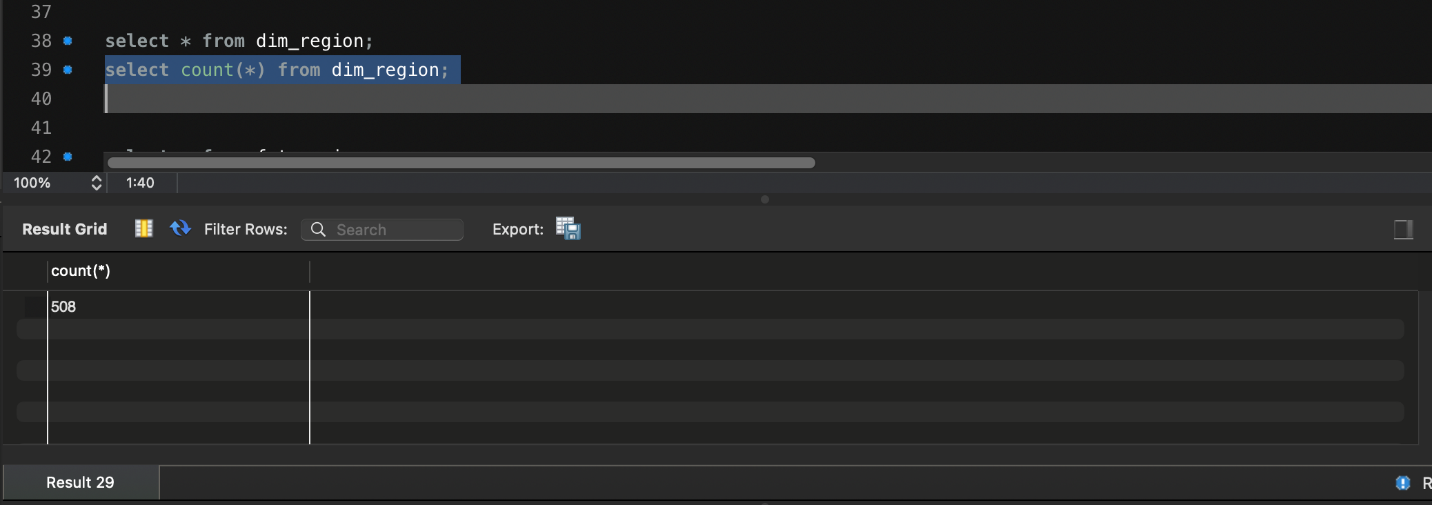 37
38 select * from dim_region;
39 select count(*) from dim_region;
40
41
42
100% 1:40
Result Grid Filter Rows: Search Export:
count(*)
508
Result 29 R